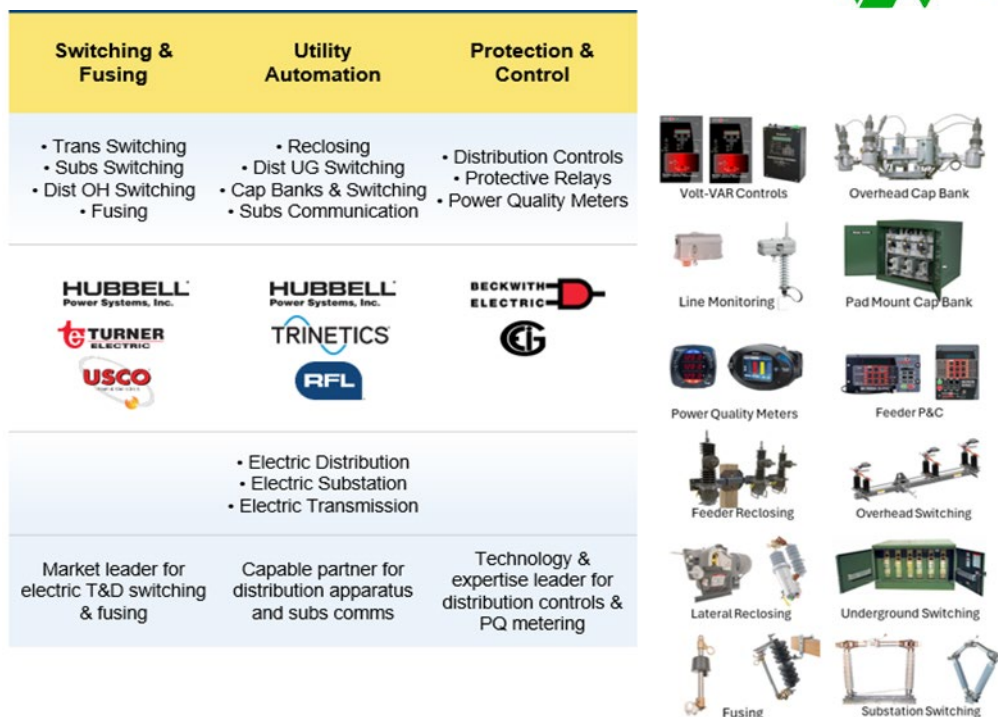 Switching &
Fusing
Utility
Automation
Protection &
Control
• Trans Switching
• Subs Switching
• Dist OH Switching
• Fusing
• Reclosing
• Dist UG Switching
• Cap Banks & Switching
• Subs Communication
• Distribution Controls
• Protective Relays
• Power Quality Meters
HUBBELL
Power Systems, Inc.
TURNER
ELECTRIC
USCO
HUBBELL
Power Systems, Inc.
TRINETICS
RFL
BECKWITH
ELECTRIC
EIG
• Electric Distribution
• Electric Substation
• Electric Transmission
Market leader for
electric T&D switching
& fusing
Capable partner for
distribution apparatus
and subs comms
Technology &
expertise leader for
distribution controls &
PQ metering
Volt-VAR Controls
Overhead Cap Bank
Line Monitoring
Pad Mount Cap Bank
Power Quality Meters
Feeder P&C
Feeder Reclosing
Overhead Switching
Lateral Reclosing
Underground Switching
Fusing
Substation Switching